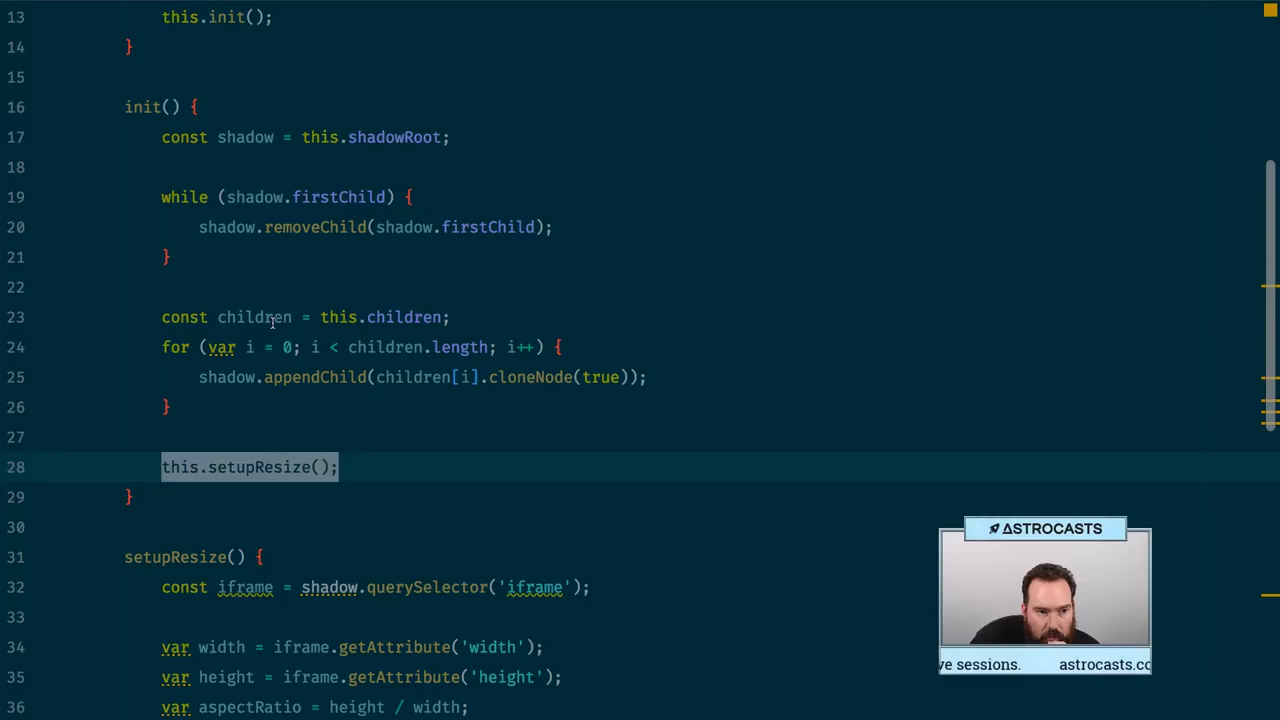 13 this.init();
14 }
15
16 init() {
17 const shadow = this.shadowRoot;
18
19 while (shadow.firstChild) {
20 shadow.removeChild(shadow.firstChild);
21 }
22
23 const children = this.children;
24 for (var i = 0; i < children.length; i++) {
25 shadow.appendChild(children[i].cloneNode(true));
26 }
27
28 this.setupResize();
29 }
30
31 setupResize() {
32 const iframe = shadow.querySelector('iframe');
33
34 var width = iframe.getAttribute('width');
35 var height = iframe.getAttribute('height');
36 var aspectRatio = height / width;
ΔSTROCASTS
ve sessions. astrocasts.co